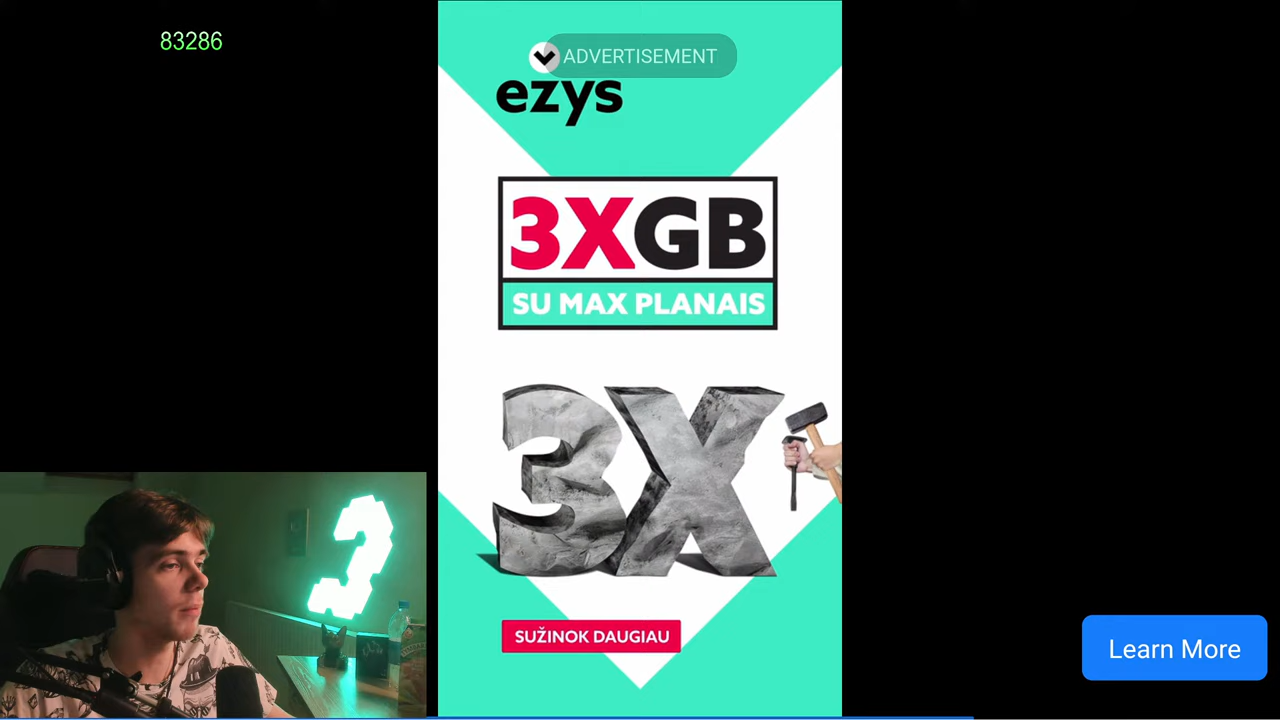 83286
ADVERTISEMENT
ezys
3XGB
SU MAX PLANAIS
3X
SUŽINOK DAUGIAU
Learn More